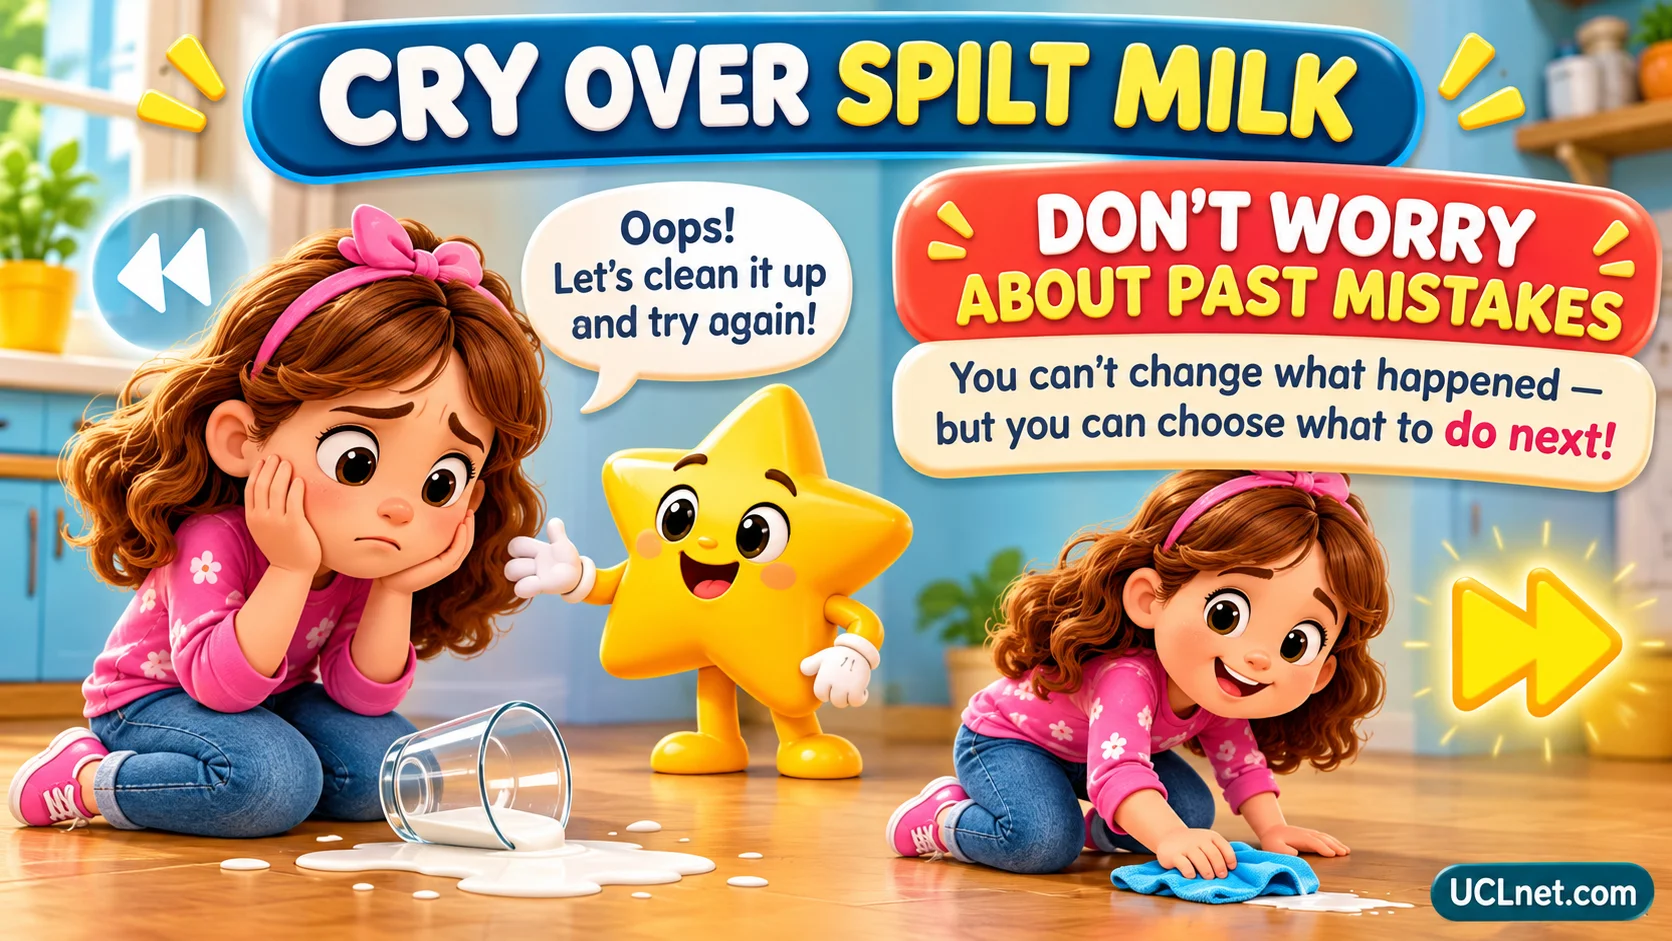 CRY OVER SPILT MILK
Oops!
Let's clean it up
and try again!
DON'T WORRY
ABOUT PAST MISTAKES
You can't change what happened —
but you can choose what to do next!
UCLnet.com